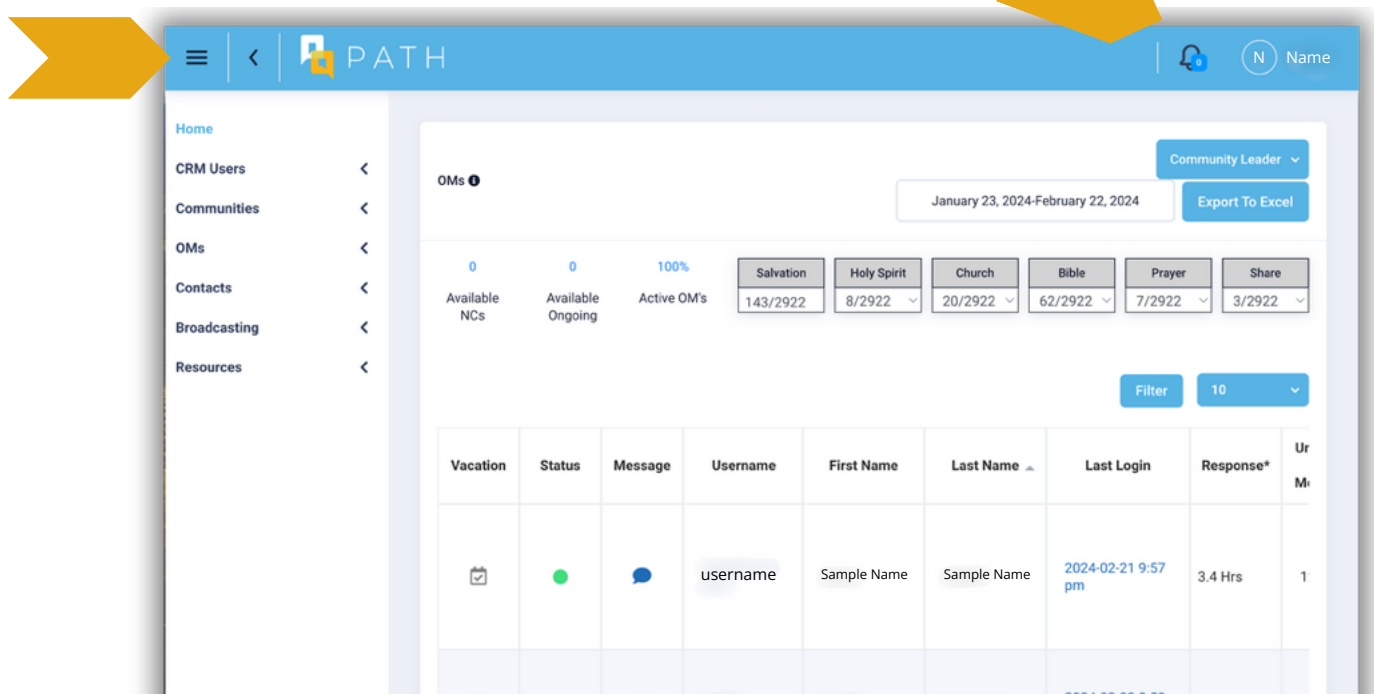 PATH
0
N
Name
Home
CRM Users
Communities
OMs
Contacts
Broadcasting
Resources
OMs
Community Leader
January 23, 2024-February 22, 2024
Export To Excel
0
Available
NCs
0
Available
Ongoing
100%
Active OM's
Salvation
143/2922
Holy Spirit
8/2922
Church
20/2922
Bible
62/2922
Prayer
7/2922
Share
3/2922
Filter
10
Vacation
Status
Message
Username
First Name
Last Name
Last Login
Response*
username
Sample Name
Sample Name
2024-02-21 9:57
pm
3.4 Hrs